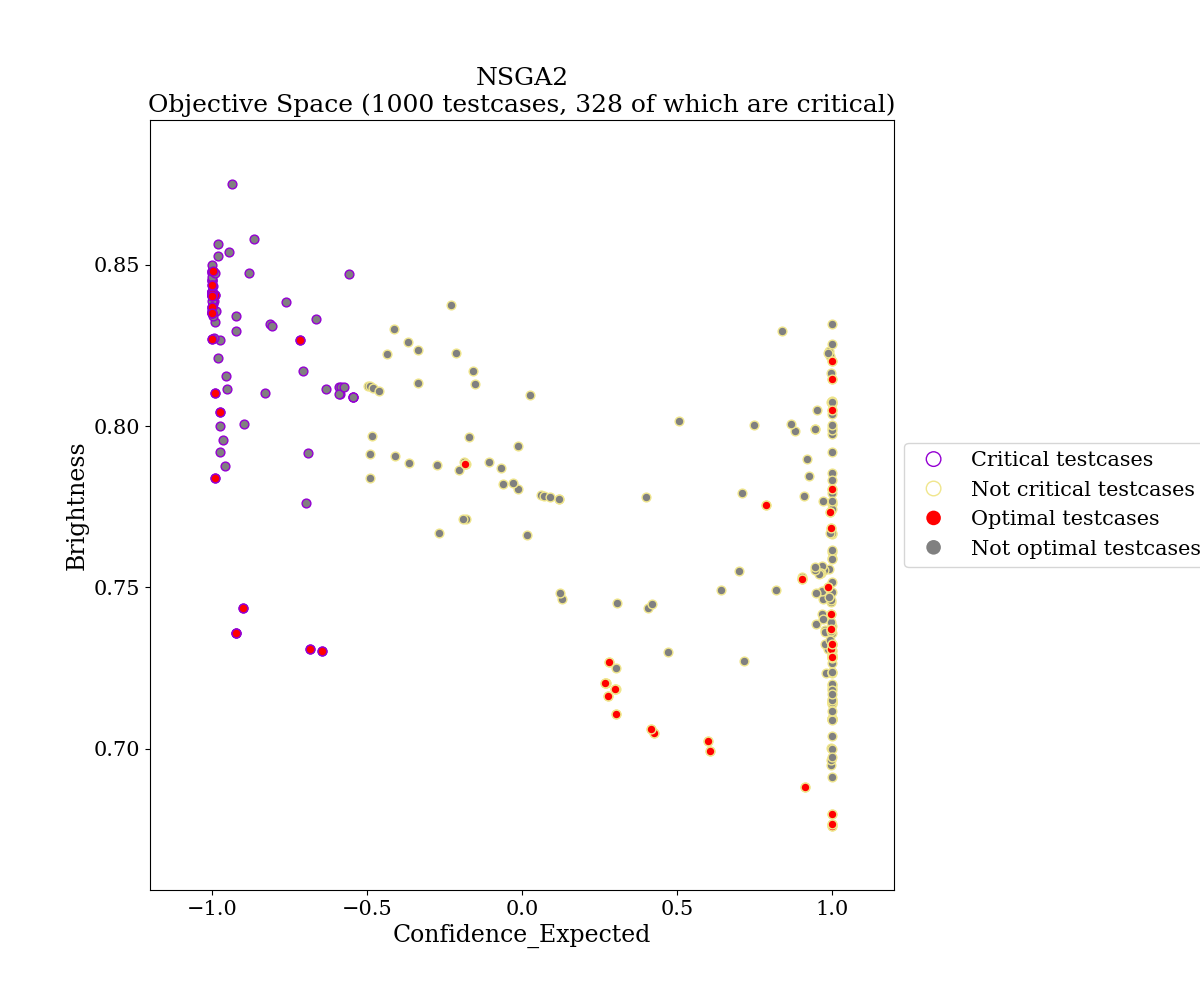 NSGA2
Objective Space (1000 testcases, 328 of which are critical)
0.85
0.80
0.75
0.70
Brightness
−1.0
−0.5
0.0
0.5
1.0
Confidence_Expected
Critical testcases
Not critical testcases
Optimal testcases
Not optimal testcases